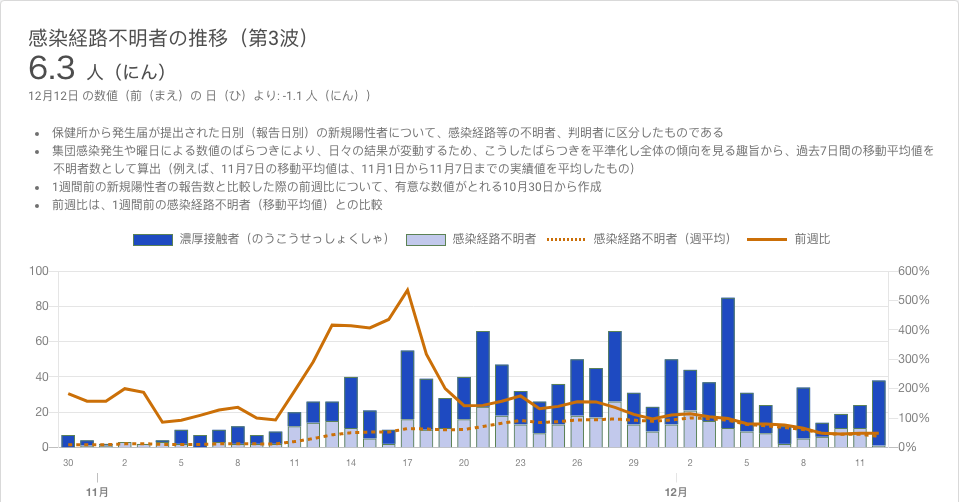 感染経路不明者の推移（第3波）
6.3 人（にん）
12月12日 の数値（前（まえ）の 日（ひ）より: -1.1 人（にん））
• 保健所から発生届が提出された日別（報告日別）の新規陽性者について、感染経路等の不明者、判明者に区分したものである
• 集団感染発生や曜日による数値のばらつきにより、日々の結果が変動するため、こうしたばらつきを平準化し全体の傾向を見る趣旨から、過去7日間の移動平均値を
不明者数として算出（例えば、11月7日の移動平均値は、11月1日から11月7日までの実績値を平均したもの）
• 1週間前の新規陽性者の報告数と比較した際の前週比について、有意な数値がとれる10月30日から作成
• 前週比は、1週間前の感染経路不明者（移動平均値）との比較
濃厚接触者（のうこうせっしょくしゃ） 感染経路不明者 感染経路不明者（週平均） 前週比
100 600%
500%
80
400%
60
300%
40
200%
20
100%
0 0%
30 2 5 8 11 14 17 20 23 26 29 2 5 8 11
11月 12月